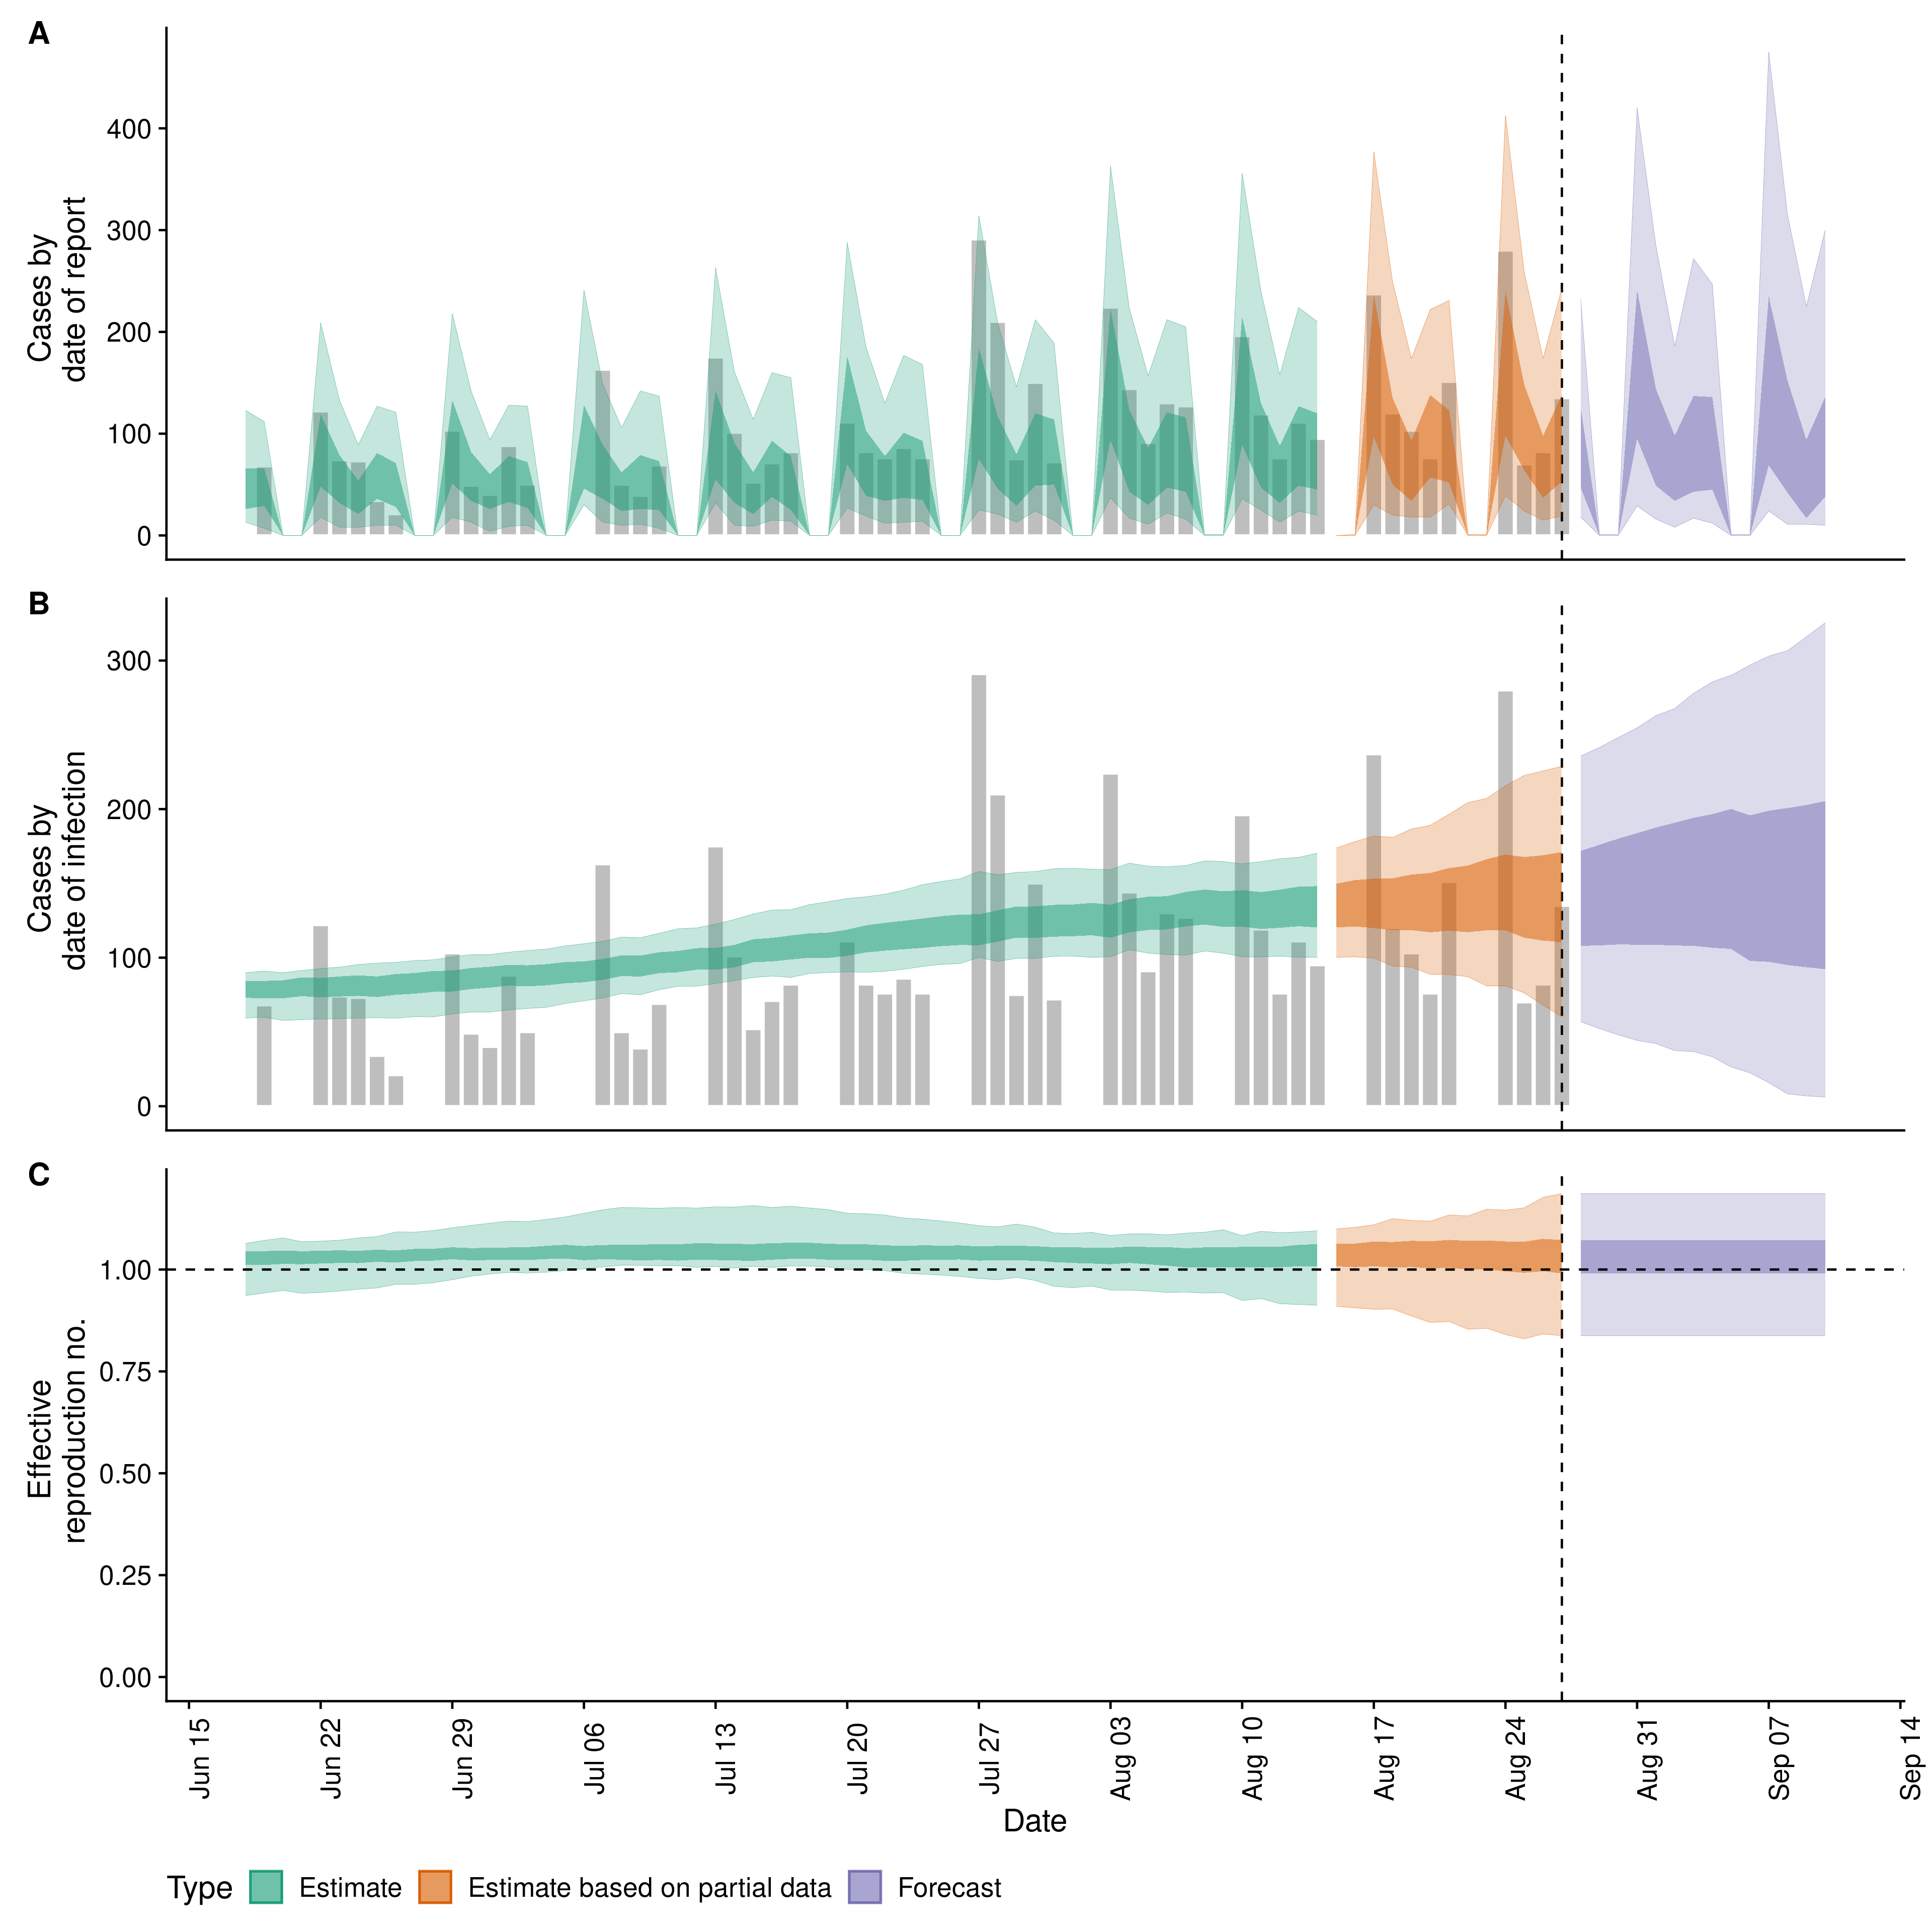 A
Cases by
date of report
400
300
200
100
0
B
Cases by
date of infection
300
200
100
0
C
Effective
reproduction no.
1.00
0.75
0.50
0.25
0.00
Jun 15
Jun 22
Jun 29
Jul 06
Jul 13
Jul 20
Jul 27
Aug 03
Aug 10
Aug 17
Aug 24
Aug 31
Sep 07
Sep 14
Date
Type Estimate Estimate based on partial data Forecast